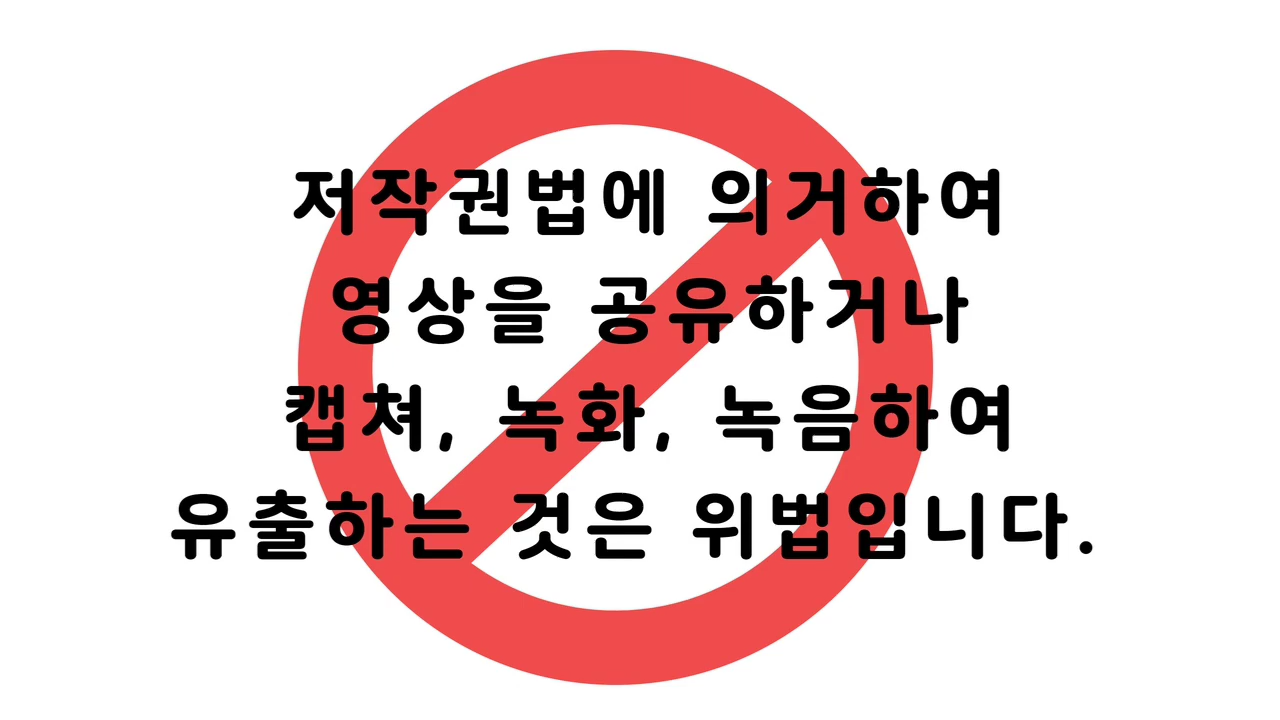 저작권법에 의거하여
영상을 공유하거나
캡쳐, 녹화, 녹음하여
유출하는 것은 위법입니다.